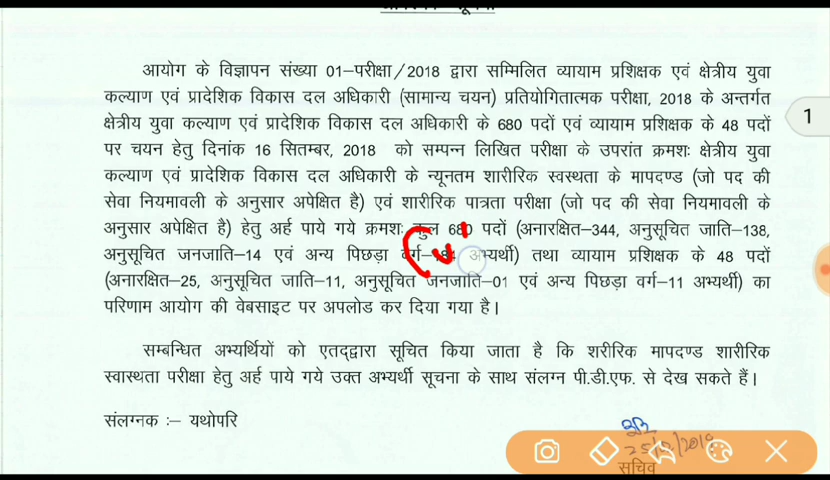 आयोग के विज्ञापन संख्या 01–परीक्षा/2018 द्वारा सम्मिलित व्यायाम प्रशिक्षक एवं क्षेत्रीय युवा
कल्याण एवं प्रादेशिक विकास दल अधिकारी (सामान्य चयन) प्रतियोगितात्मक परीक्षा, 2018 के अन्तर्गत
क्षेत्रीय युवा कल्याण एवं प्रादेशिक विकास दल अधिकारी के 680 पदों एवं व्यायाम प्रशिक्षक के 48 पदों
पर चयन हेतु दिनांक 16 सितम्बर, 2018 को सम्पन्न लिखित परीक्षा के उपरांत क्रमशः क्षेत्रीय युवा
कल्याण एवं प्रादेशिक विकास दल अधिकारी के न्यूनतम शारीरिक स्वस्थता के मापदण्ड (जो पद की
सेवा नियमावली के अनुसार अपेक्षित है) एवं शारीरिक पात्रता परीक्षा (जो पद की सेवा नियमावली के
अनुसार अपेक्षित है) हेतु अर्ह पाये गये क्रमशः कुल 680 पदों (अनारक्षित–344, अनुसूचित जाति–138,
अनुसूचित जनजाति–14 एवं अन्य पिछड़ा वर्ग–184 अभ्यर्थी) तथा व्यायाम प्रशिक्षक के 48 पदों
(अनारक्षित–25, अनुसूचित जाति–11, अनुसूचित जनजाति–01 एवं अन्य पिछड़ा वर्ग–11 अभ्यर्थी) का
परिणाम आयोग की वेबसाइट पर अपलोड कर दिया गया है।
सम्बन्धित अभ्यर्थियों को एतद्द्वारा सूचित किया जाता है कि शरीरिक मापदण्ड शारीरिक
स्वास्थता परीक्षा हेतु अर्ह पाये गये उक्त अभ्यर्थी सूचना के साथ संलग्न पी.डी.एफ. से देख सकते हैं।
संलग्नक :– यथोपरि
सचिव
1